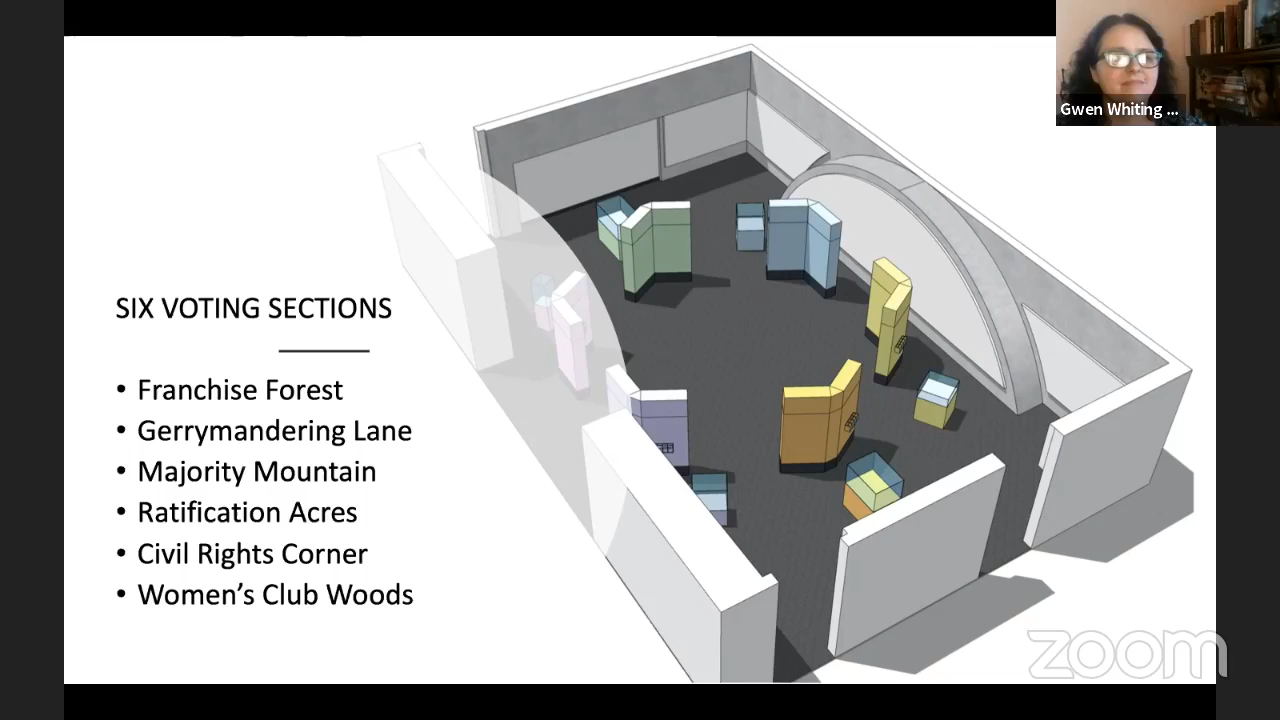 Gwen Whiting ...
SIX VOTING SECTIONS
• Franchise Forest
• Gerrymandering Lane
• Majority Mountain
• Ratification Acres
• Civil Rights Corner
• Women's Club Woods
zoom